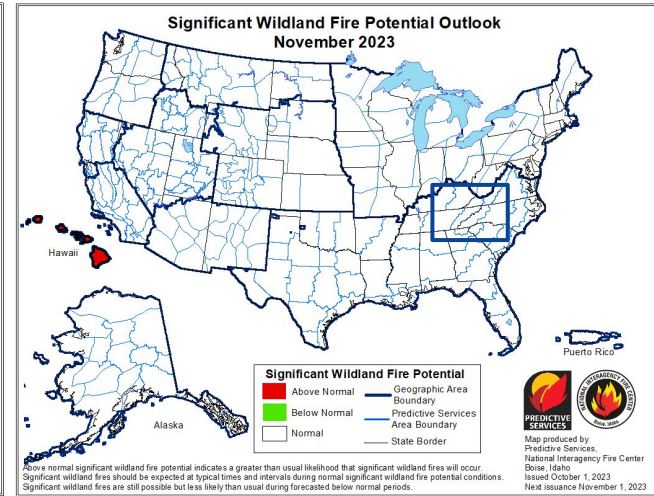 Significant Wildland Fire Potential Outlook
November 2023
Hawaii
Alaska
Puerto Rico
Significant Wildland Fire Potential
Above Normal
Below Normal
Normal
Geographic Area
Boundary
Predictive Services
Area Boundary
State Border
PREDICTIVE
SERVICES
NATIONAL INTERAGENCY FIRE CENTER
Boise, Idaho
Map produced by
Predictive Services,
National Interagency Fire Center
Boise, Idaho
Issued October 1, 2023
Next issuance November 1, 2023
Above normal significant wildland fire potential indicates a greater than usual likelihood that significant wildland fires will occur.
Significant wildland fires should be expected at typical times and intervals during normal significant wildland fire potential conditions.
Significant wildland fires are still possible but less likely than usual during forecasted below normal periods.